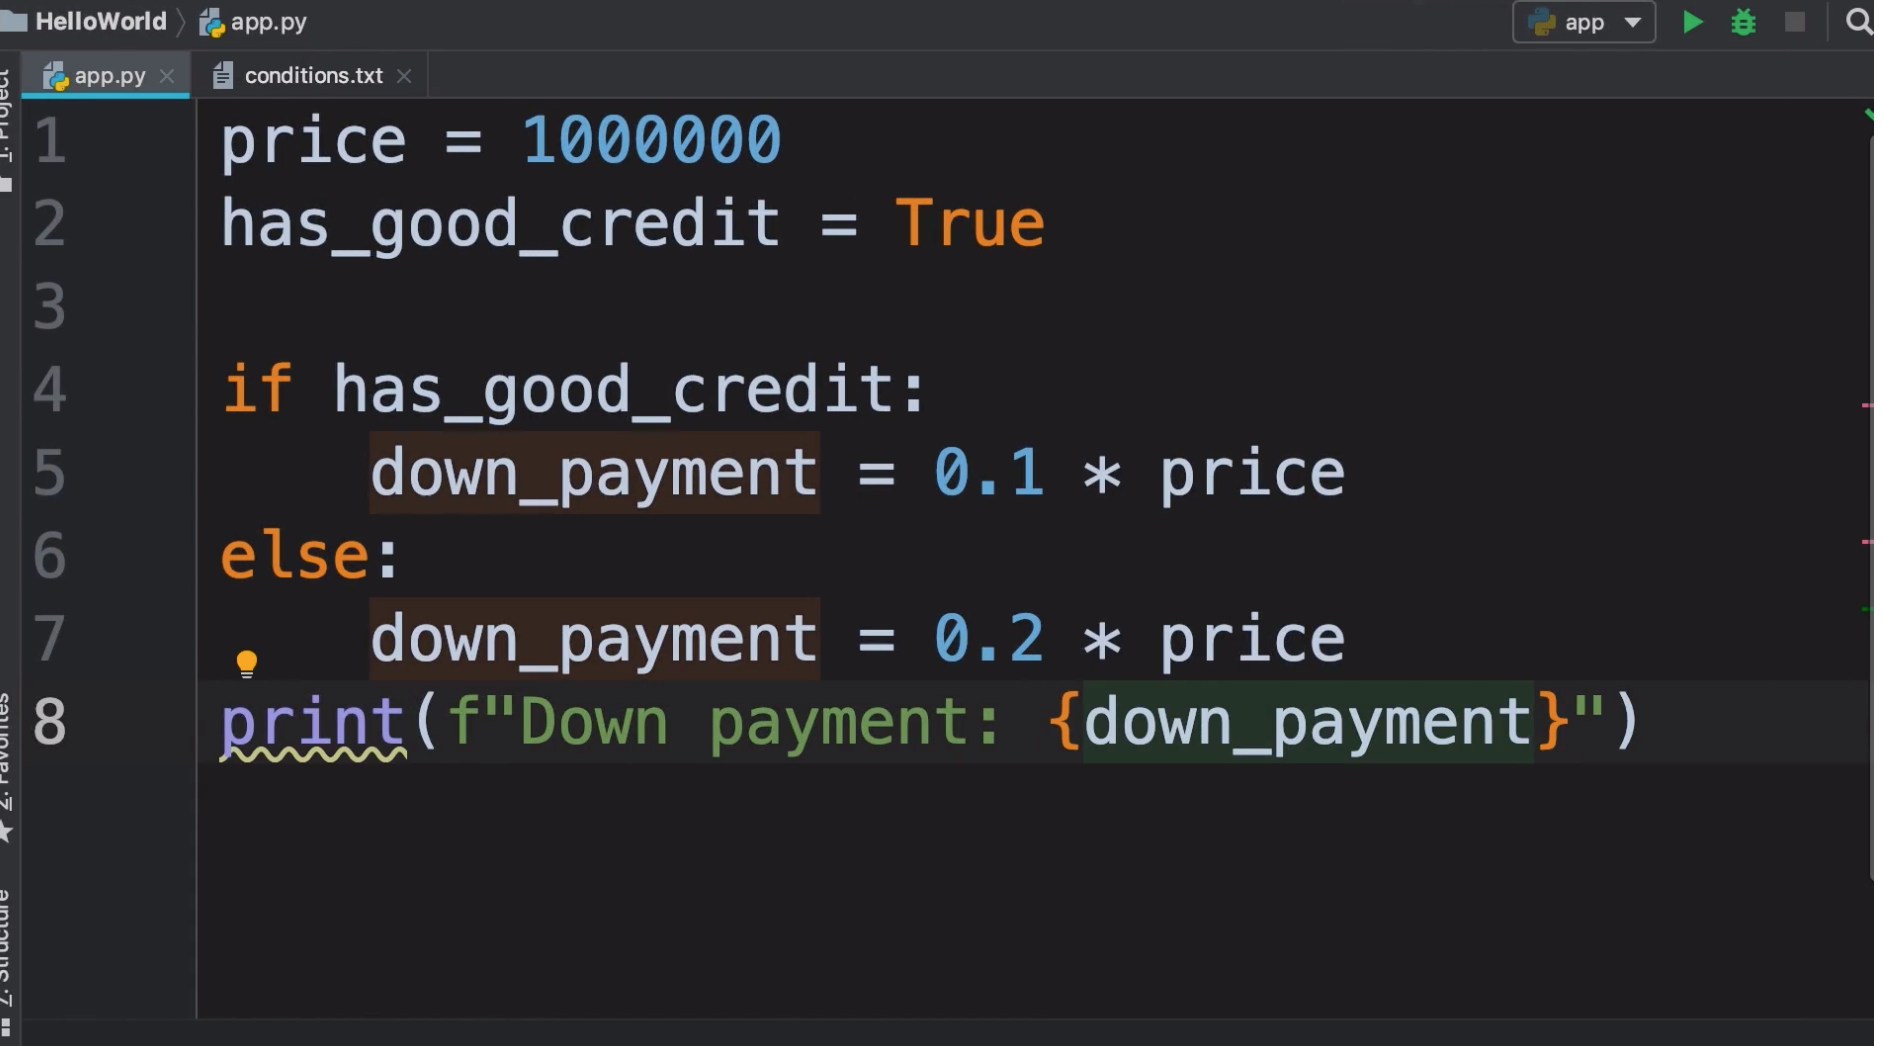 HelloWorld app.py app
app.py conditions.txt
1: Project
1 price = 1000000
2 has_good_credit = True
3
4 if has_good_credit:
5 down_payment = 0.1 * price
6 else:
7 down_payment = 0.2 * price
8 print(f"Down payment: {down_payment}")
2: Favorites
7: Structure